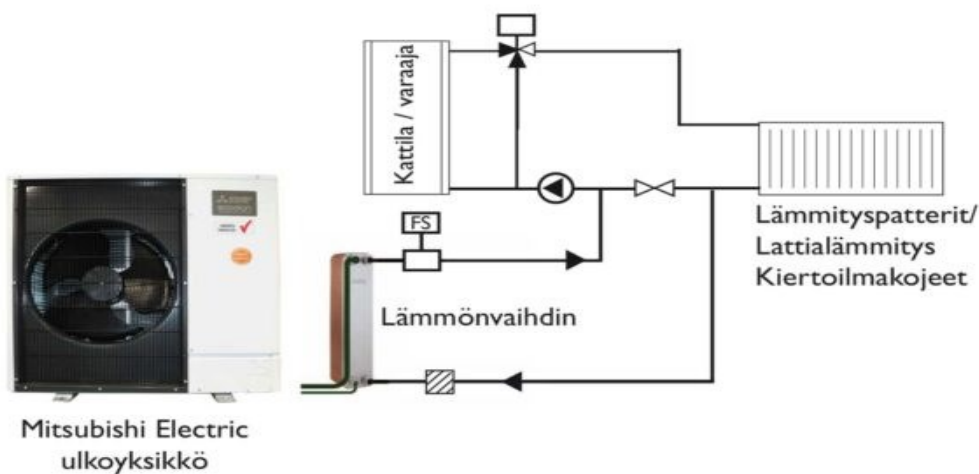 Kattila / varaaja
FS
Lämmönvaihdin
Lämmityspatterit/
Lattialämmitys
Kiertoilmakojeet
Mitsubishi Electric
ulkoyksikkö